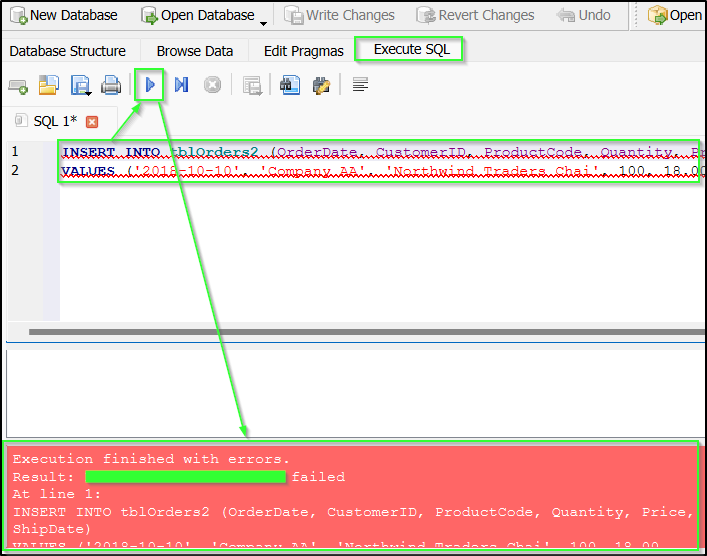 New Database Open Database Write Changes Revert Changes Undo Open
Database Structure Browse Data Edit Pragmas Execute SQL
SQL 1*
1 INSERT INTO tblOrders2 (OrderDate, CustomerID, ProductCode, Quantity,
2 VALUES ('2018-10-10', 'Company AA', 'Northwind Traders Chai', 100, 18.00
Execution finished with errors.
Result: failed
At line 1:
INSERT INTO tblOrders2 (OrderDate, CustomerID, ProductCode, Quantity, Price,
ShipDate)
VALUES ('2018-10-10', 'Company AA', 'Northwind Traders Chai', 100, 18.00,